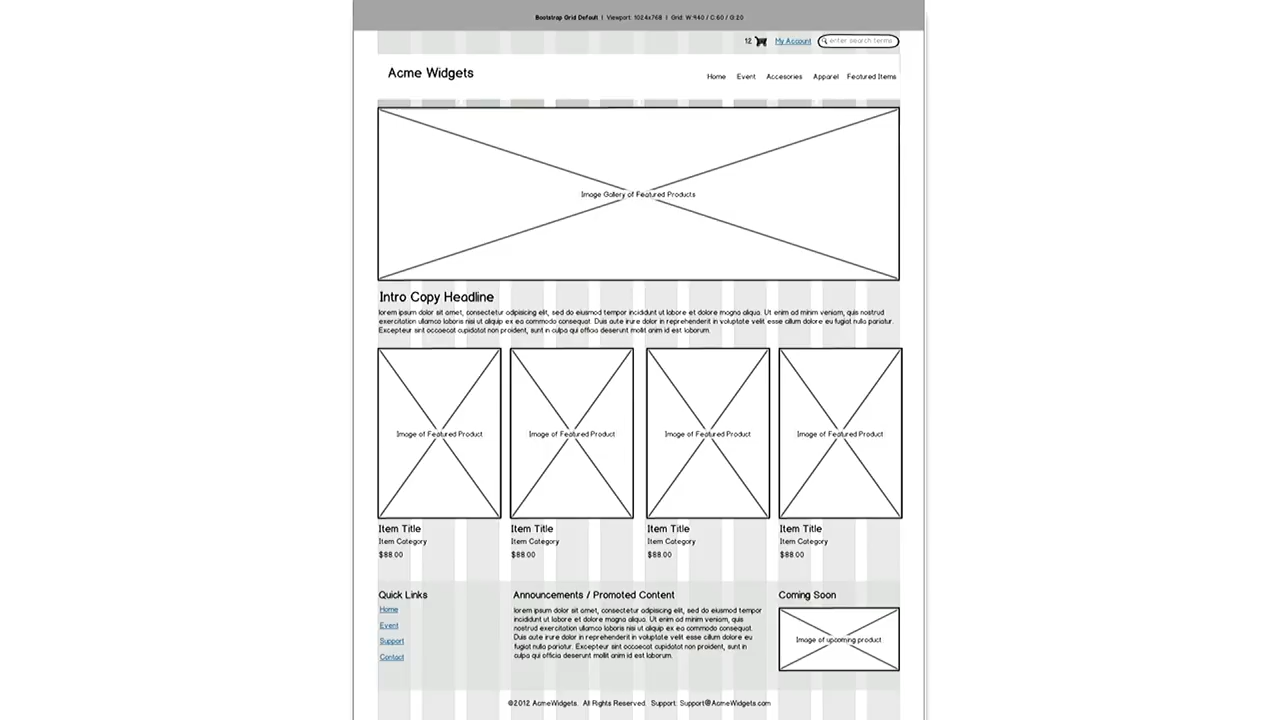 Bootstrap Grid Default | Viewport: 1024x768 | Grid: W:940 / C:60 / G:20
12 My Account enter search terms
Acme Widgets
Home Event Accesories Apparel Featured Items
Image Gallery of Featured Products
Intro Copy Headline
lorem ipsum dolor sit amet, consectetur adipisicing elit, sed do eiusmod tempor incididunt ut labore et dolore magna aliqua. Ut enim ad minim veniam, quis nostrud
exercitation ullamco laboris nisi ut aliquip ex ea commodo consequat. Duis aute irure dolor in reprehenderit in voluptate velit esse cillum dolore eu fugiat nulla pariatur.
Excepteur sint occaecat cupidatat non proident, sunt in culpa qui officia deserunt mollit anim id est laborum.
Image of Featured Product Image of Featured Product Image of Featured Product Image of Featured Product
Item Title Item Title Item Title Item Title
Item Category Item Category Item Category Item Category
$88.00 $88.00 $88.00 $88.00
Quick Links
Home
Event
Support
Contact
Announcements / Promoted Content
lorem ipsum dolor sit amet, consectetur adipisicing elit, sed do eiusmod tempor
incididunt ut labore et dolore magna aliqua. Ut enim ad minim veniam, quis
nostrud exercitation ullamco laboris nisi ut aliquip ex ea commodo consequat.
Duis aute irure dolor in reprehenderit in voluptate velit esse cillum dolore eu
fugiat nulla pariatur. Excepteur sint occaecat cupidatat non proident, sunt in
culpa qui officia deserunt mollit anim id est laborum.
Coming Soon
Image of upcoming product
©2012 AcmeWidgets. All Rights Reserved. Support: Support@AcmeWidgets.com